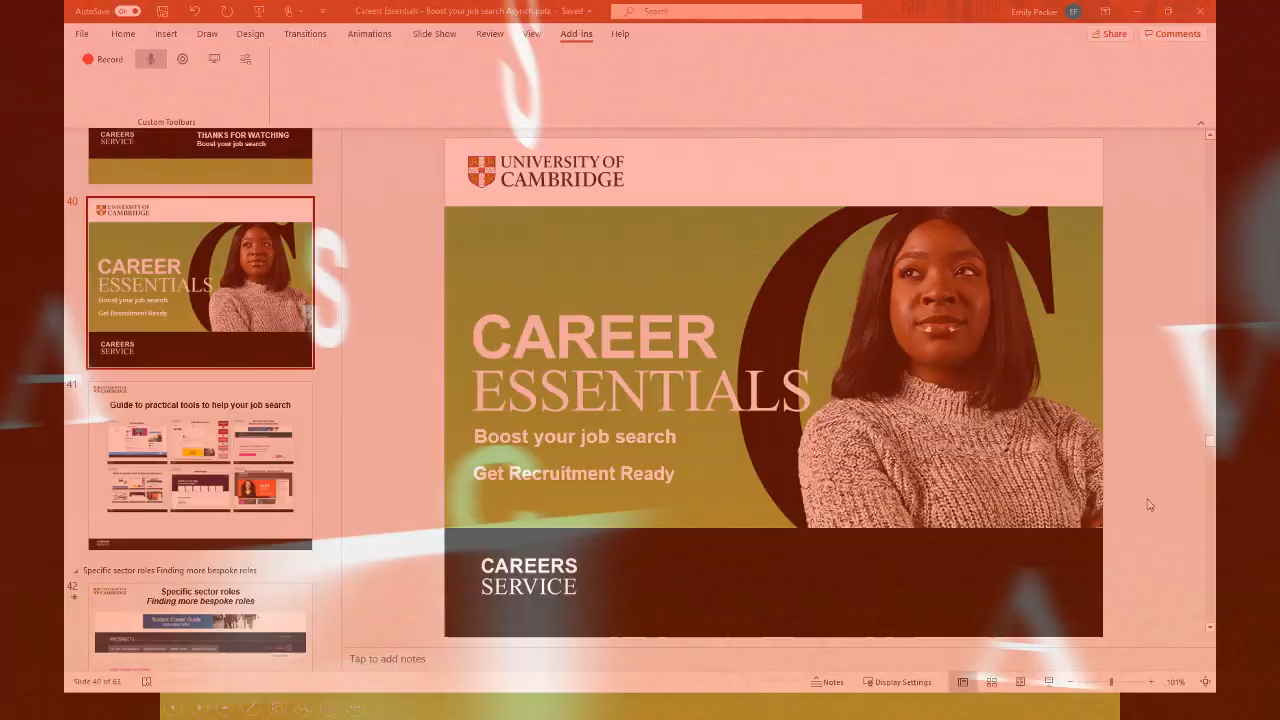 AutoSave On
Careers Essentials - Boost your job search Asynch.pptx - Saved
Search
Emily Packer EP
File Home Insert Draw Design Transitions Animations Slide Show Review View Add-ins Help
Share Comments
Record
Custom Toolbars
CAREERS
SERVICE
THANKS FOR WATCHING
Boost your job search
40
UNIVERSITY OF
CAMBRIDGE
CAREER
ESSENTIALS
Boost your job search
Get Recruitment Ready
CAREERS
SERVICE
41
Guide to practical tools to help your job search
Specific sector roles Finding more bespoke roles
42
Specific sector roles
Finding more bespoke roles
PROSPECTS
UNIVERSITY OF
CAMBRIDGE
CAREER
ESSENTIALS
Boost your job search
Get Recruitment Ready
CAREERS
SERVICE
Tap to add notes
Slide 40 of 63
Notes Display Settings
101%